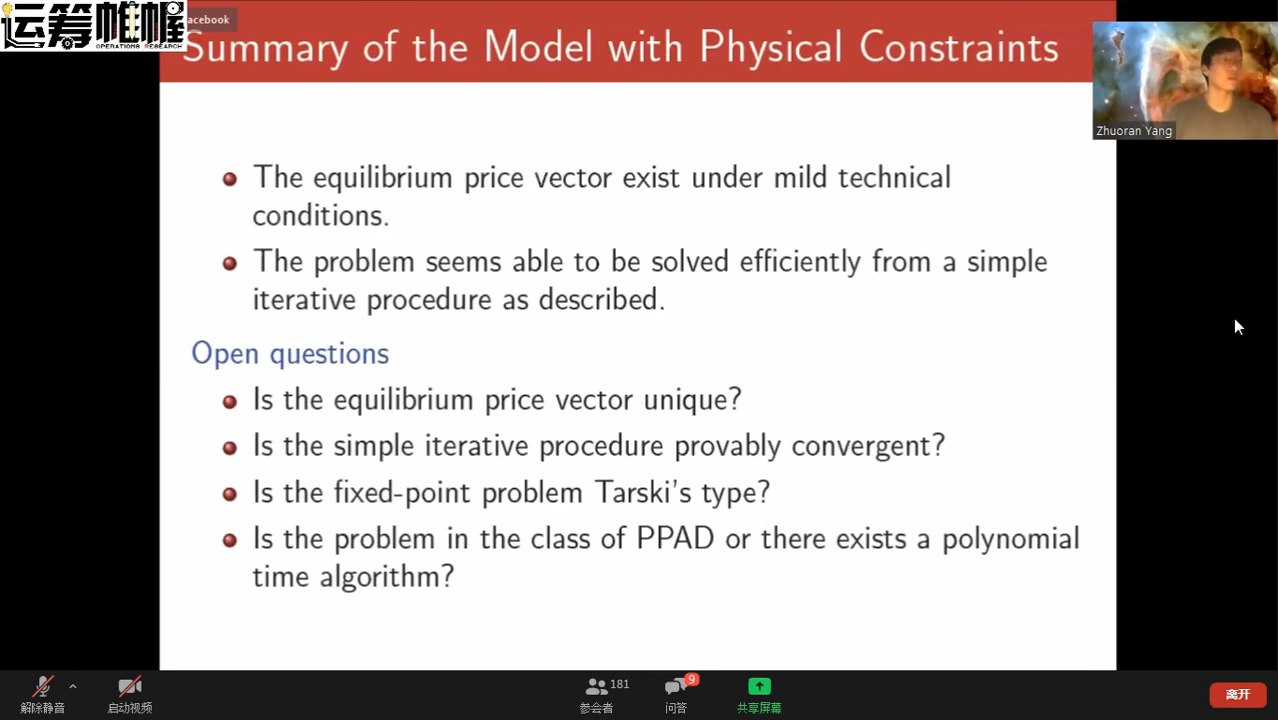 运筹帷幄
OPERATIONS RESEARCH
acebook
Summary of the Model with Physical Constraints
Zhuoran Yang
The equilibrium price vector exist under mild technical
conditions.
The problem seems able to be solved efficiently from a simple
iterative procedure as described.
Open questions
Is the equilibrium price vector unique?
Is the simple iterative procedure provably convergent?
Is the fixed-point problem Tarski's type?
Is the problem in the class of PPAD or there exists a polynomial
time algorithm?
解除静音
启动视频
181
参会者
9
问答
共享屏幕
离开